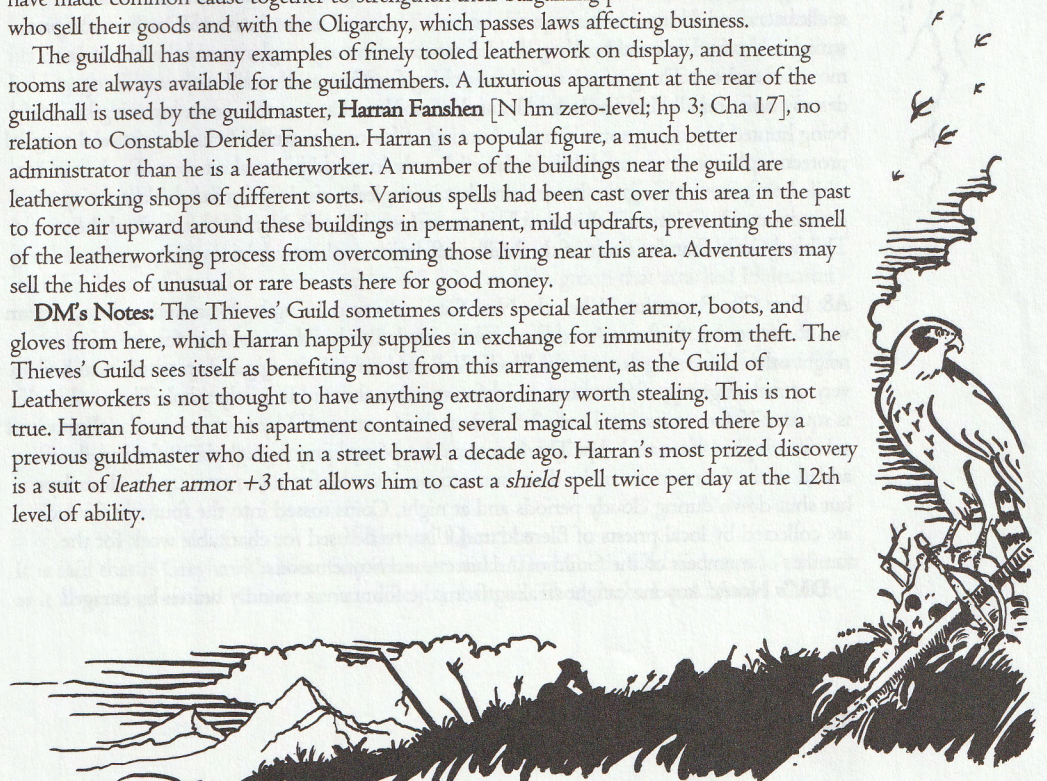 who sell their goods and with the Oligarchy, which passes laws affecting business.
The guildhall has many examples of finely tooled leatherwork on display, and meeting
rooms are always available for the guildmembers. A luxurious apartment at the rear of the
guildhall is used by the guildmaster, Harran Fanshen [N hm zero-level; hp 3; Cha 17], no
relation to Constable Derider Fanshen. Harran is a popular figure, a much better
administrator than he is a leatherworker. A number of the buildings near the guild are
leatherworking shops of different sorts. Various spells had been cast over this area in the past
to force air upward around these buildings in permanent, mild updrafts, preventing the smell
of the leatherworking process from overcoming those living near this area. Adventurers may
sell the hides of unusual or rare beasts here for good money.
DM's Notes: The Thieves' Guild sometimes orders special leather armor, boots, and
gloves from here, which Harran happily supplies in exchange for immunity from theft. The
Thieves' Guild sees itself as benefiting most from this arrangement, as the Guild of
Leatherworkers is not thought to have anything extraordinary worth stealing. This is not
true; Harran found that his apartment contained several magical items stored there by a
previous guildmaster who died in a street brawl a decade ago. Harran's most prized discovery
is a suit of leather armor +3 that allows him to cast a shield spell twice per day at the 12th
level of ability.